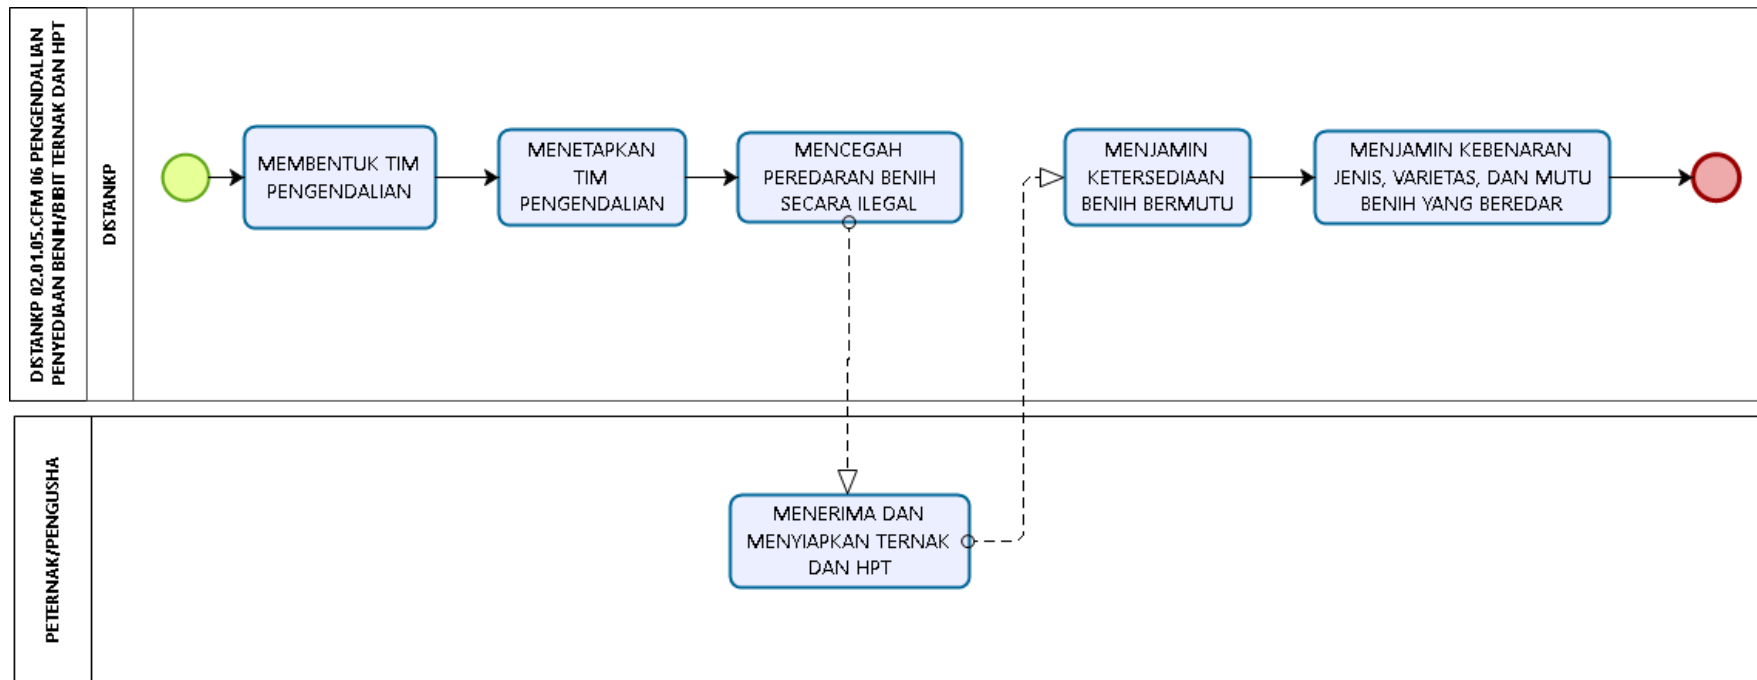 DISTANKP 02.01.05.CFM 06 PENGENDALIAN
PENYEDIAAN BENIH/BIBIT TERNAK DAN HPT
DISTANKP
MEMBENTUK TIM
PENGENDALIAN
MENETAPKAN
TIM
PENGENDALIAN
MENCEGAH
PEREDARAN BENIH
SECARA ILEGAL
MENJAMIN
KETERSEDIAAN
BENIH BERMUTU
MENJAMIN KEBENARAN
JENIS, VARIETAS, DAN MUTU
BENIH YANG BEREDAR
PETERNAK/PENGUSHA
MENERIMA DAN
MENYIAPKAN TERNAK
DAN HPT